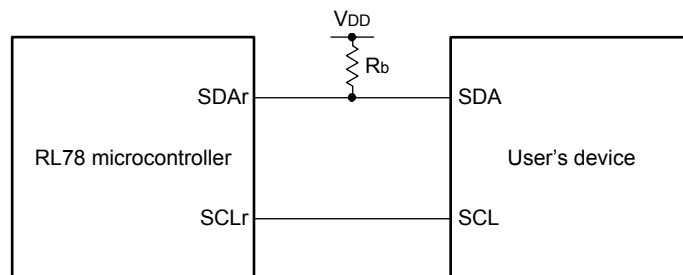 VDD
Rb
SDAr
SDA
RL78 microcontroller
User's device
SCLr
SCL